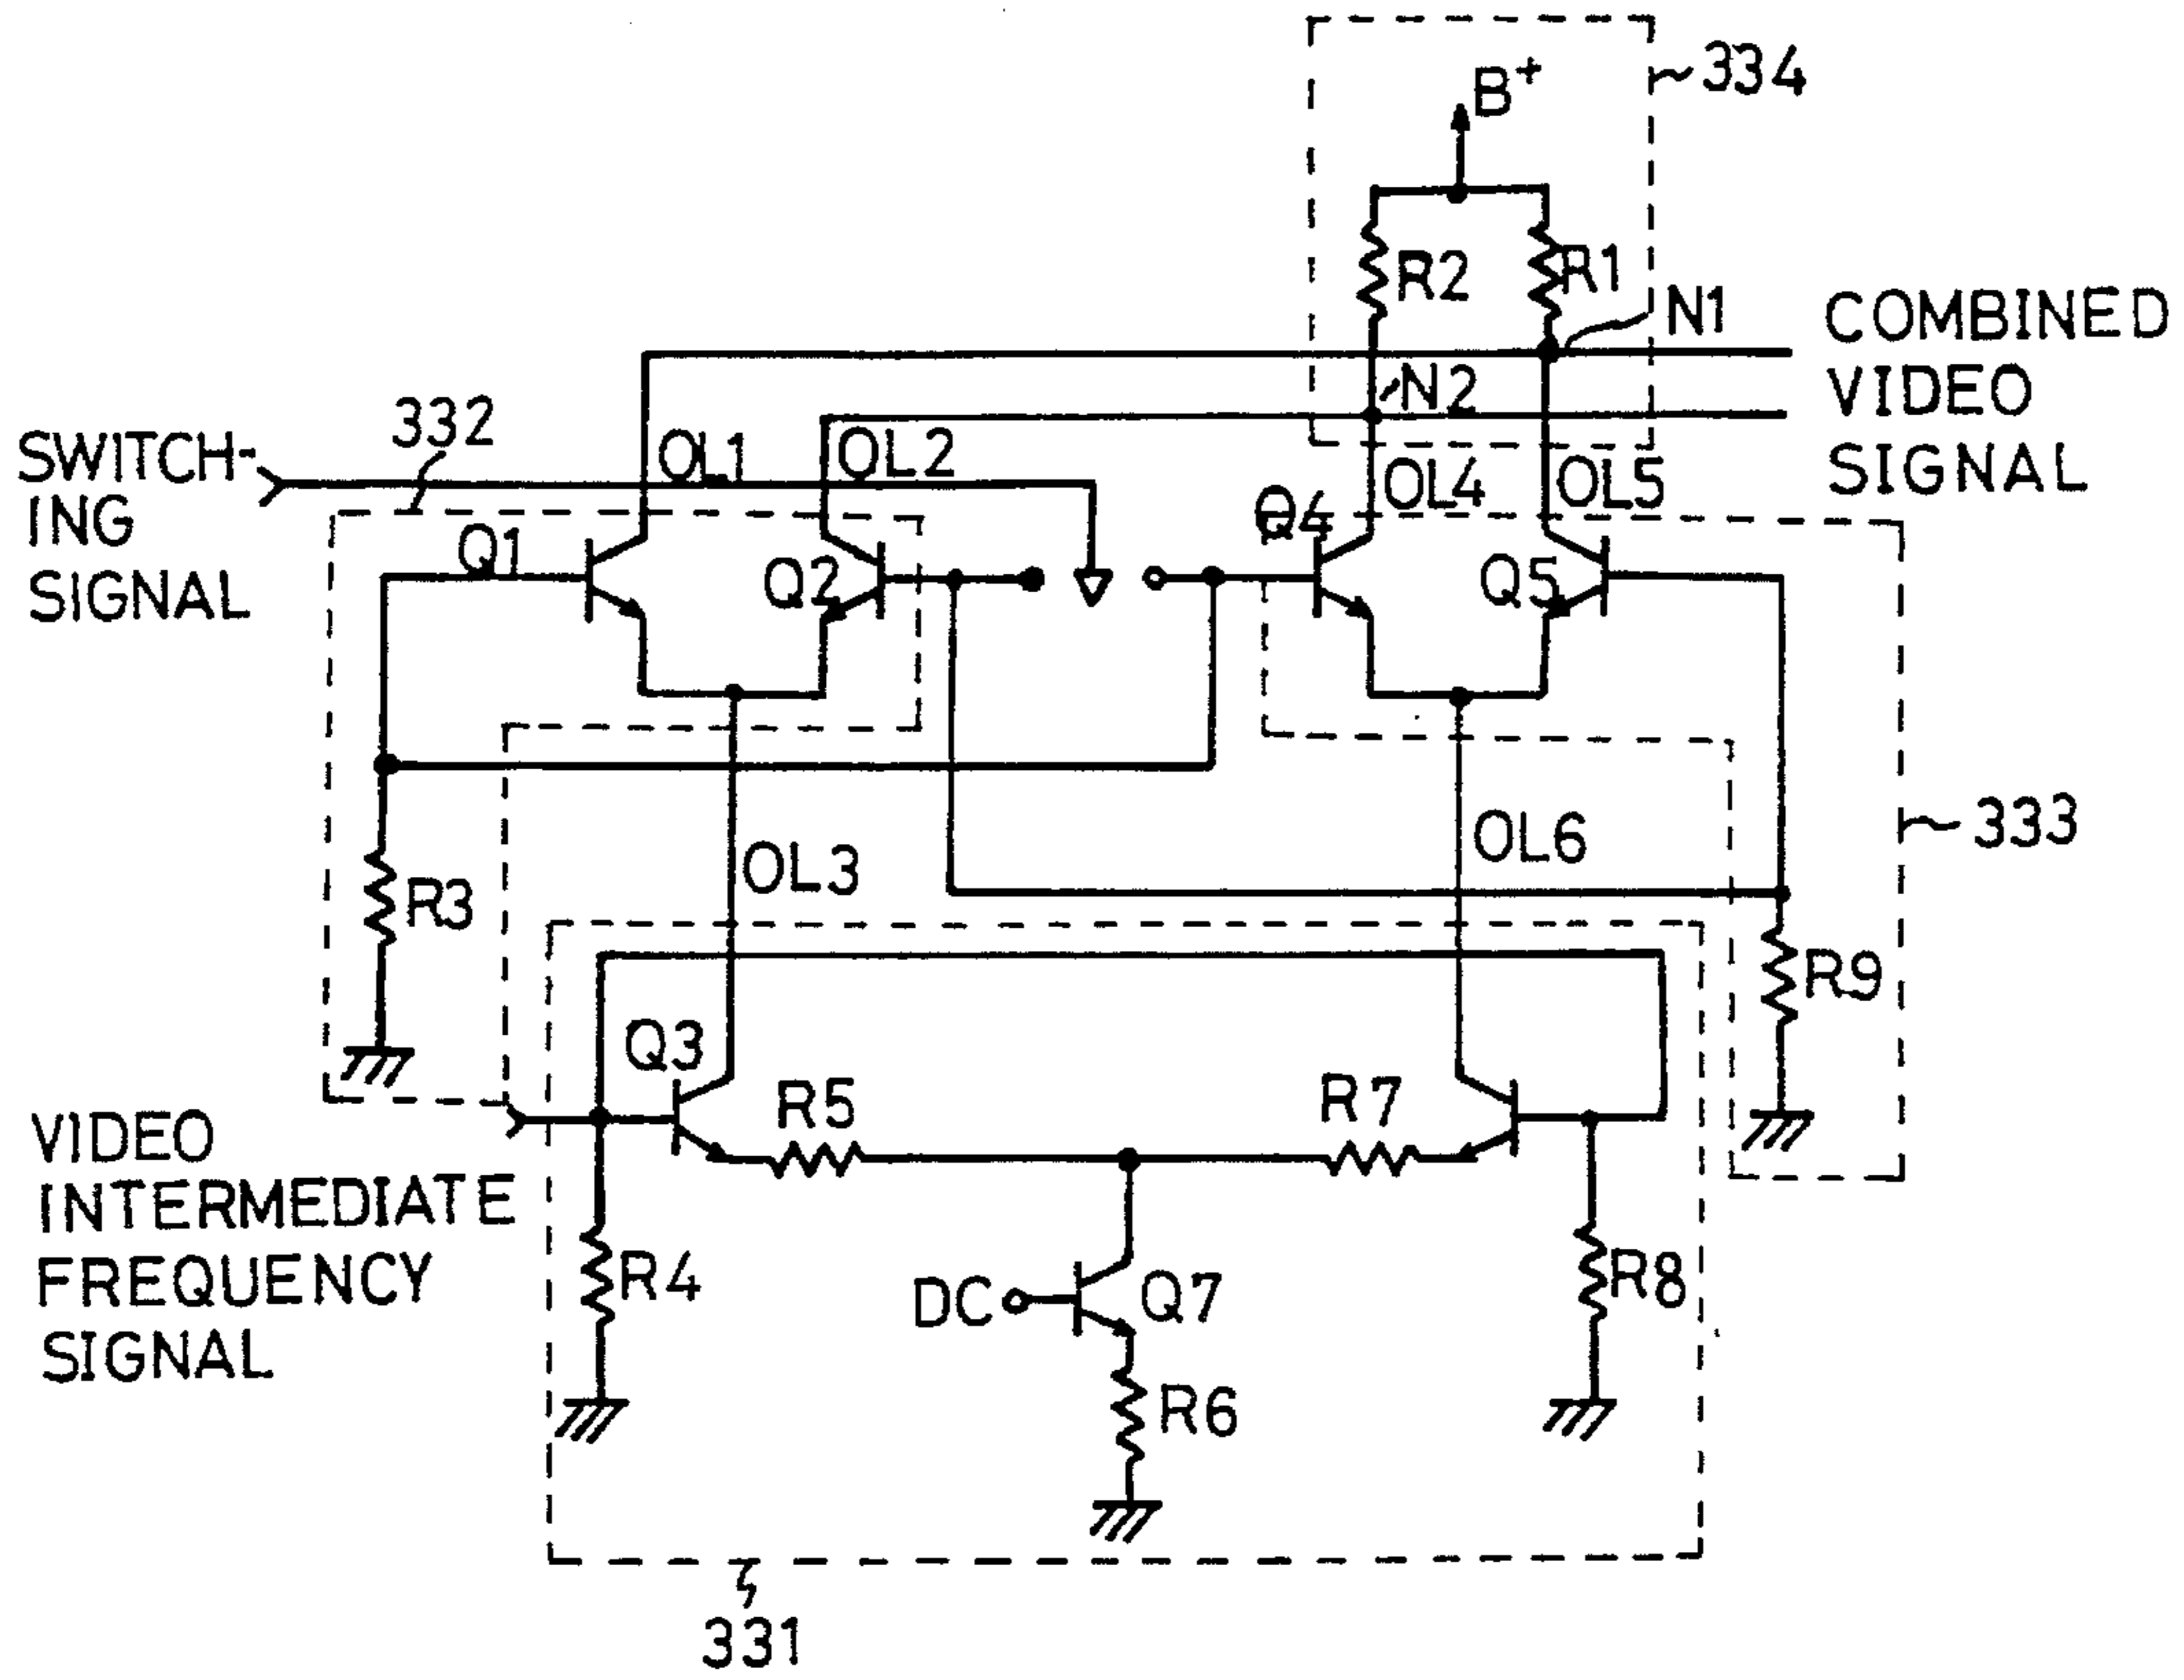 334
B+
R2
R1
N1
COMBINED
VIDEO
SIGNAL
N2
332
SWITCH-
ING
SIGNAL
OL1
OL2
OL4
OL5
Q1
Q2
Q4
Q5
333
OL3
OL6
R3
R9
Q3
R5
R7
VIDEO
INTERMEDIATE
FREQUENCY
SIGNAL
R4
DC
Q7
R8
R6
331